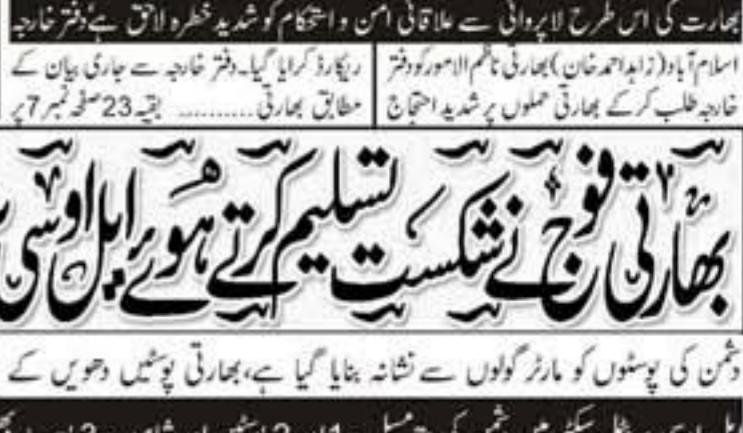 بھارت کی اس طرح لاپروائی سے علاقائی امن و استحکام کو شدید خطرہ لاحق ہے، دفتر خارجہ
اسلام آباد (زاہد احمد خان) بھارتی ناظم الامور کو دفتر
خارجہ طلب کر کے بھارتی حملوں پر شدید احتجاج
ریکارڈ کرایا گیا۔ دفتر خارجہ سے جاری بیان کے
مطابق بھارتی .......... بقیہ 23 صفحہ نمبر 7 پر
بھارتی فوج نے شکست تسلیم کرتے ہوئے ایل او سی
دشمن کی پوسٹوں کو مارٹر گولوں سے نشانہ بنایا گیا ہے، بھارتی پوسٹیں دھویں کے